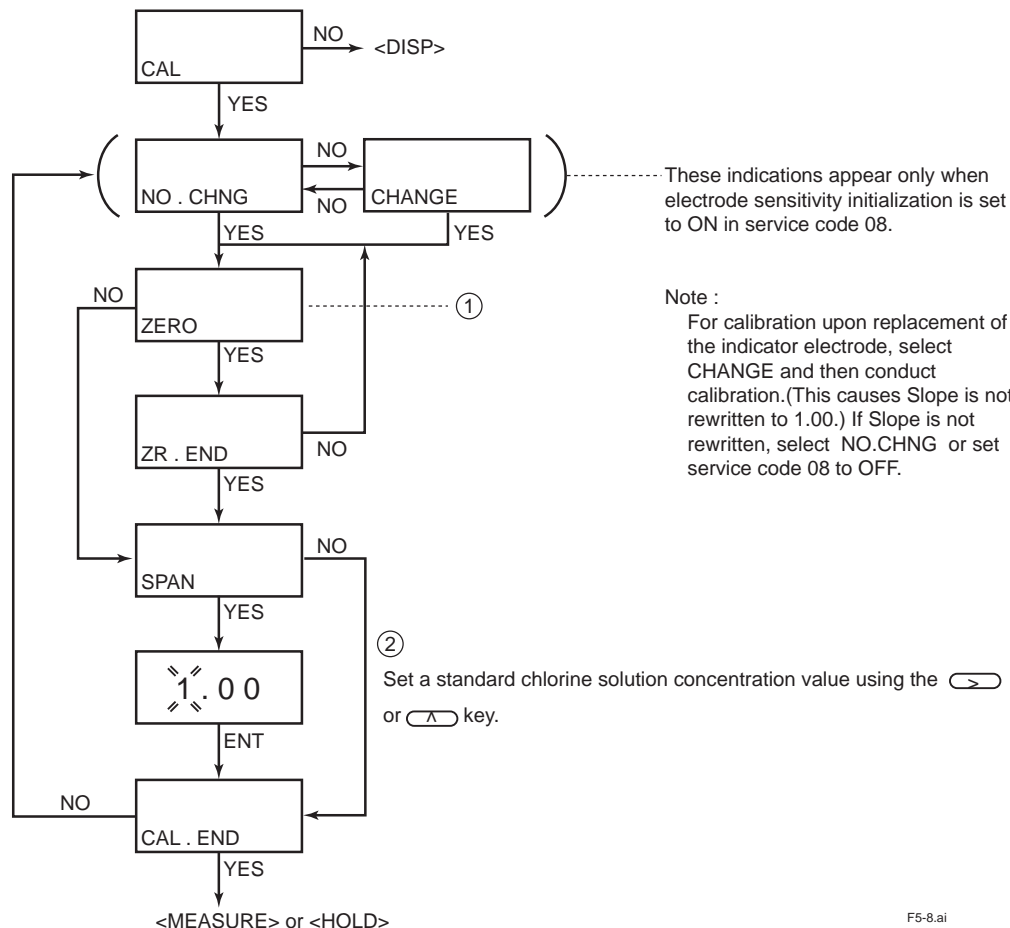 NO
<DISP>
CAL
YES
NO
NO . CHNG
NO
CHANGE
These indications appear only when
electrode sensitivity initialization is set
to ON in service code 08.
YES
YES
NO
ZERO
1
Note :
For calibration upon replacement of
the indicator electrode, select
CHANGE and then conduct
calibration.(This causes Slope is not
rewritten to 1.00.) If Slope is not
rewritten, select NO.CHNG or set
service code 08 to OFF.
YES
ZR . END
NO
YES
NO
SPAN
YES
2
1.00
Set a standard chlorine solution concentration value using the >
or ∧ key.
ENT
NO
CAL . END
YES
<MEASURE> or <HOLD>
F5-8.ai